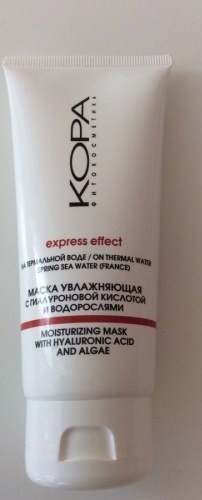 КОРА
ФИТОКОСМЕТИКА
express effect
НА ТЕРМАЛЬНОЙ ВОДЕ / ON THERMAL WATER
SPRING SEA WATER (FRANCE)
МАСКА УВЛАЖНЯЮЩАЯ
С ГИАЛУРОНОВОЙ КИСЛОТОЙ
И ВОДОРОСЛЯМИ
MOISTURIZING MASK
WITH HYALURONIC ACID
AND ALGAE